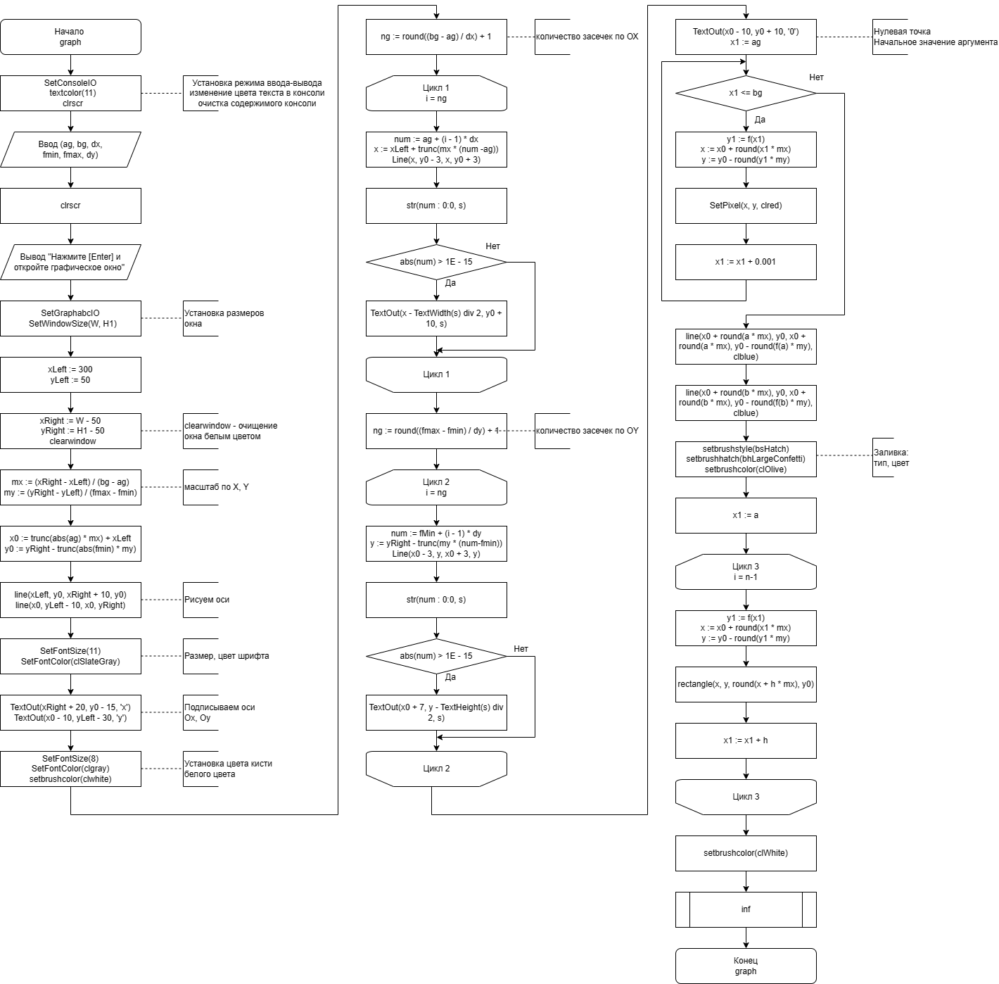 Начало
graph
SetConsoleIO
textcolor(11)
clrscr
Установка режима ввода-вывода
изменение цвета текста в консоли
очистка содержимого консоли
Ввод (ag, bg, dx,
fmin, fmax, dy)
clrscr
Вывод "Нажмите [Enter] и
откройте графическое окно"
SetGraphabcIO
SetWindowSize(W, H1)
Установка размеров
окна
xLeft := 300
yLeft := 50
xRight := W - 50
yRight := H1 - 50
clearwindow
clearwindow - очищение
окна белым цветом
mx := (xRight - xLeft) / (bg - ag)
my := (yRight - yLeft) / (fmax - fmin)
масштаб по X, Y
x0 := trunc(abs(ag) * mx) + xLeft
y0 := yRight - trunc(abs(fmin) * my)
line(xLeft, y0, xRight + 10, y0)
line(x0, yLeft - 10, x0, yRight)
Рисуем оси
SetFontSize(11)
SetFontColor(clSlateGray)
Размер, цвет шрифта
TextOut(xRight + 20, y0 - 15, 'x')
TextOut(x0 - 10, yLeft - 30, 'y')
Подписываем оси
Ox, Oy
SetFontSize(8)
SetFontColor(clgray)
setbrushcolor(clwhite)
Установка цвета кисти
белого цвета
ng := round((bg - ag) / dx) + 1
количество засечек по OX
Цикл 1
i = ng
num := ag + (i - 1) * dx
x := xLeft + trunc(mx * (num -ag))
Line(x, y0 - 3, x, y0 + 3)
str(num : 0:0, s)
abs(num) > 1E - 15
Нет
Да
TextOut(x - TextWidth(s) div 2, y0 +
10, s)
Цикл 1
ng := round((fmax - fmin) / dy) + 1
количество засечек по OY
Цикл 2
i = ng
num := fMin + (i - 1) * dy
y := yRight - trunc(my * (num-fmin))
Line(x0 - 3, y, x0 + 3, y)
str(num : 0:0, s)
abs(num) > 1E - 15
Нет
Да
TextOut(x0 + 7, y - TextHeight(s) div
2, s)
Цикл 2
TextOut(x0 - 10, y0 + 10, '0')
x1 := ag
Нулевая точка
Начальное значение аргумента
x1 <= bg
Нет
Да
y1 := f(x1)
x := x0 + round(x1 * mx)
y := y0 - round(y1 * my)
SetPixel(x, y, clred)
x1 := x1 + 0.001
line(x0 + round(a * mx), y0, x0 +
round(a * mx), y0 - round(f(a) * my),
clblue)
line(x0 + round(b * mx), y0, x0 +
round(b * mx), y0 - round(f(b) * my),
clblue)
setbrushstyle(bsHatch)
setbrushhatch(bhLargeConfetti)
setbrushcolor(clOlive)
Заливка:
тип, цвет
x1 := a
Цикл 3
i = n-1
y1 := f(x1)
x := x0 + round(x1 * mx)
y := y0 - round(y1 * my)
rectangle(x, y, round(x + h * mx), y0)
x1 := x1 + h
Цикл 3
setbrushcolor(clWhite)
inf
Конец
graph